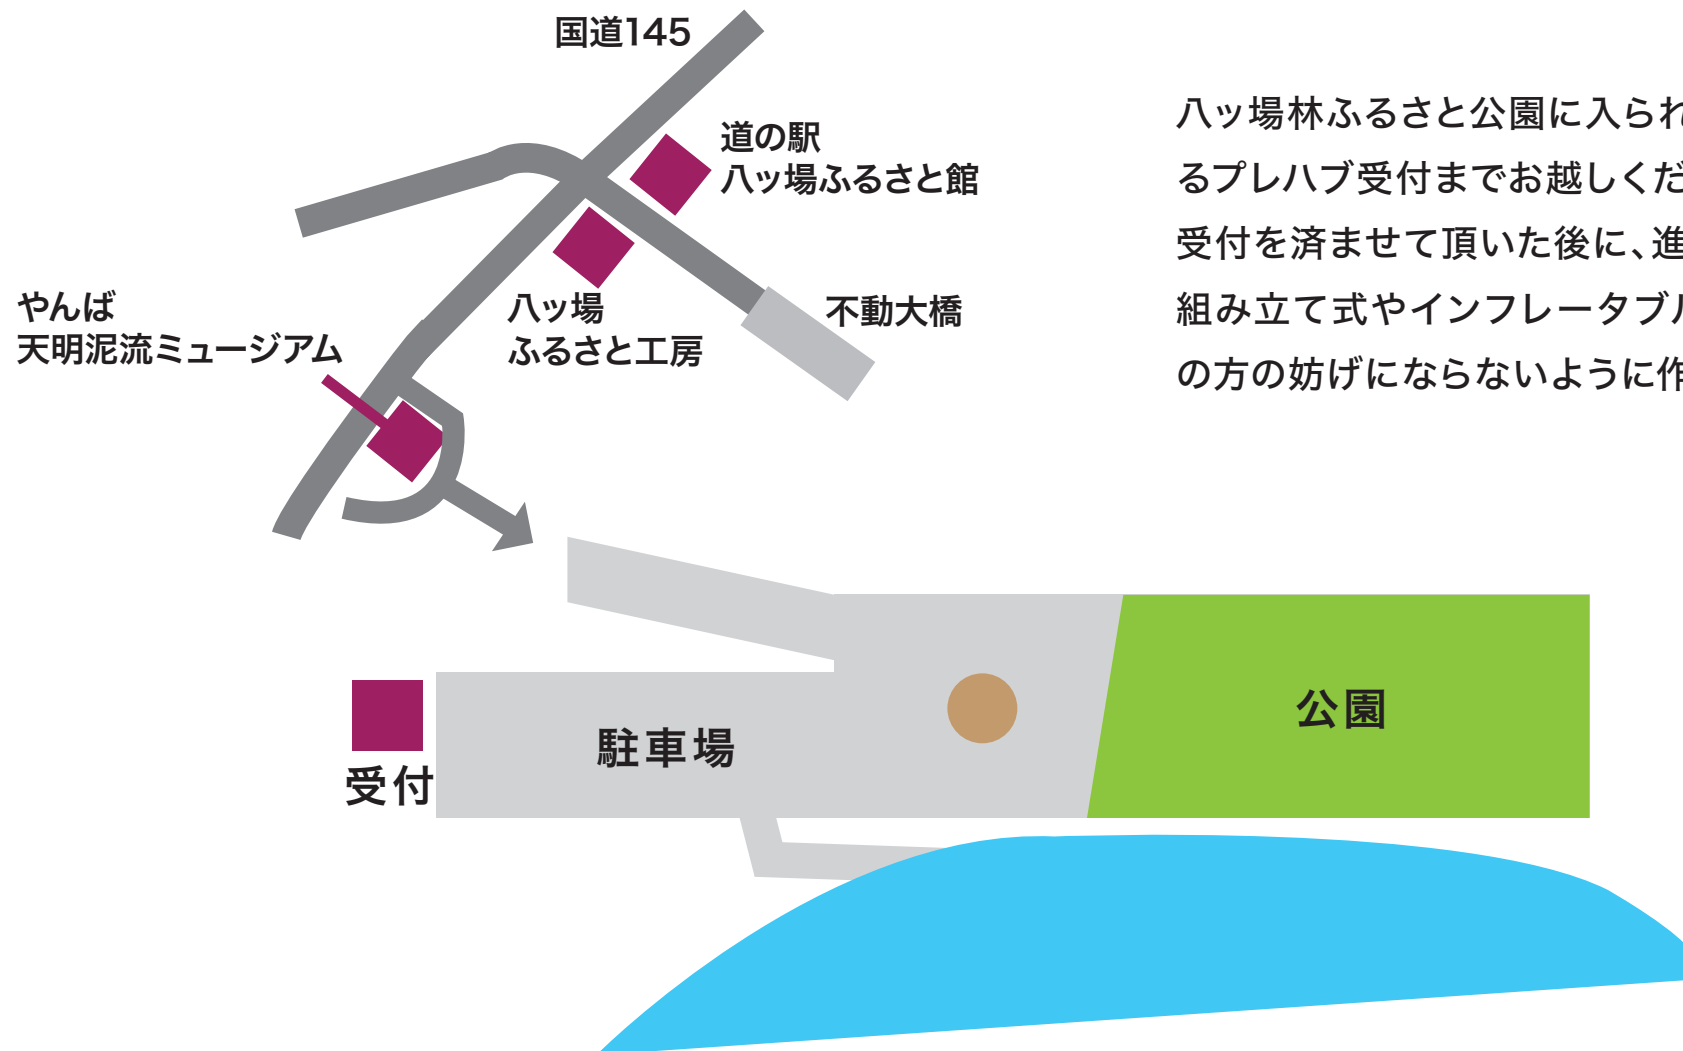 国道145
道の駅
八ッ場ふるさと館
八ッ場林ふるさと公園に入られ
るプレハブ受付までお越しくだ
受付を済ませて頂いた後に、進
組み立て式やインフレータブル
の方の妨げにならないように作
やんば
天明泥流ミュージアム
八ッ場
ふるさと工房
不動大橋
公園
駐車場
受付